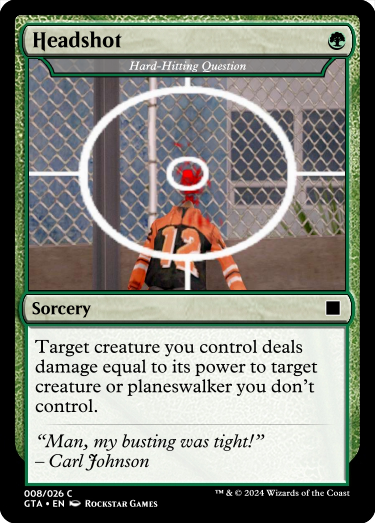 Headshot
Hard-Hitting Question
12
Sorcery
Target creature you control deals
damage equal to its power to target
creature or planeswalker you don't
control.
“Man, my busting was tight!”
– Carl Johnson
008/026 C
GTA • EN Rockstar Games
™ & © 2024 Wizards of the Coast